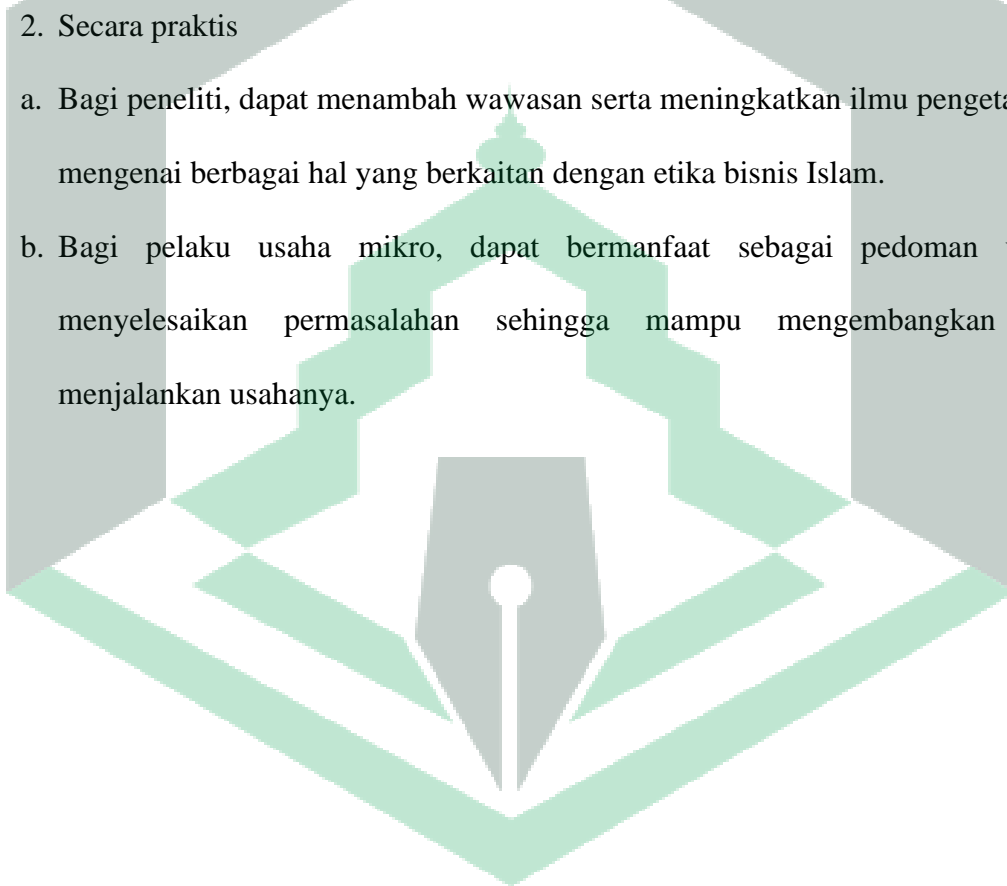 2. Secara praktis
a. Bagi peneliti, dapat menambah wawasan serta meningkatkan ilmu
mengenai berbagai hal yang berkaitan dengan etika bisnis Islam.
b. Bagi pelaku usaha mikro, dapat bermanfaat sebagai pedoman
menyelesaikan permasalahan sehingga mampu mengembangkan
menjalankan usahanya.